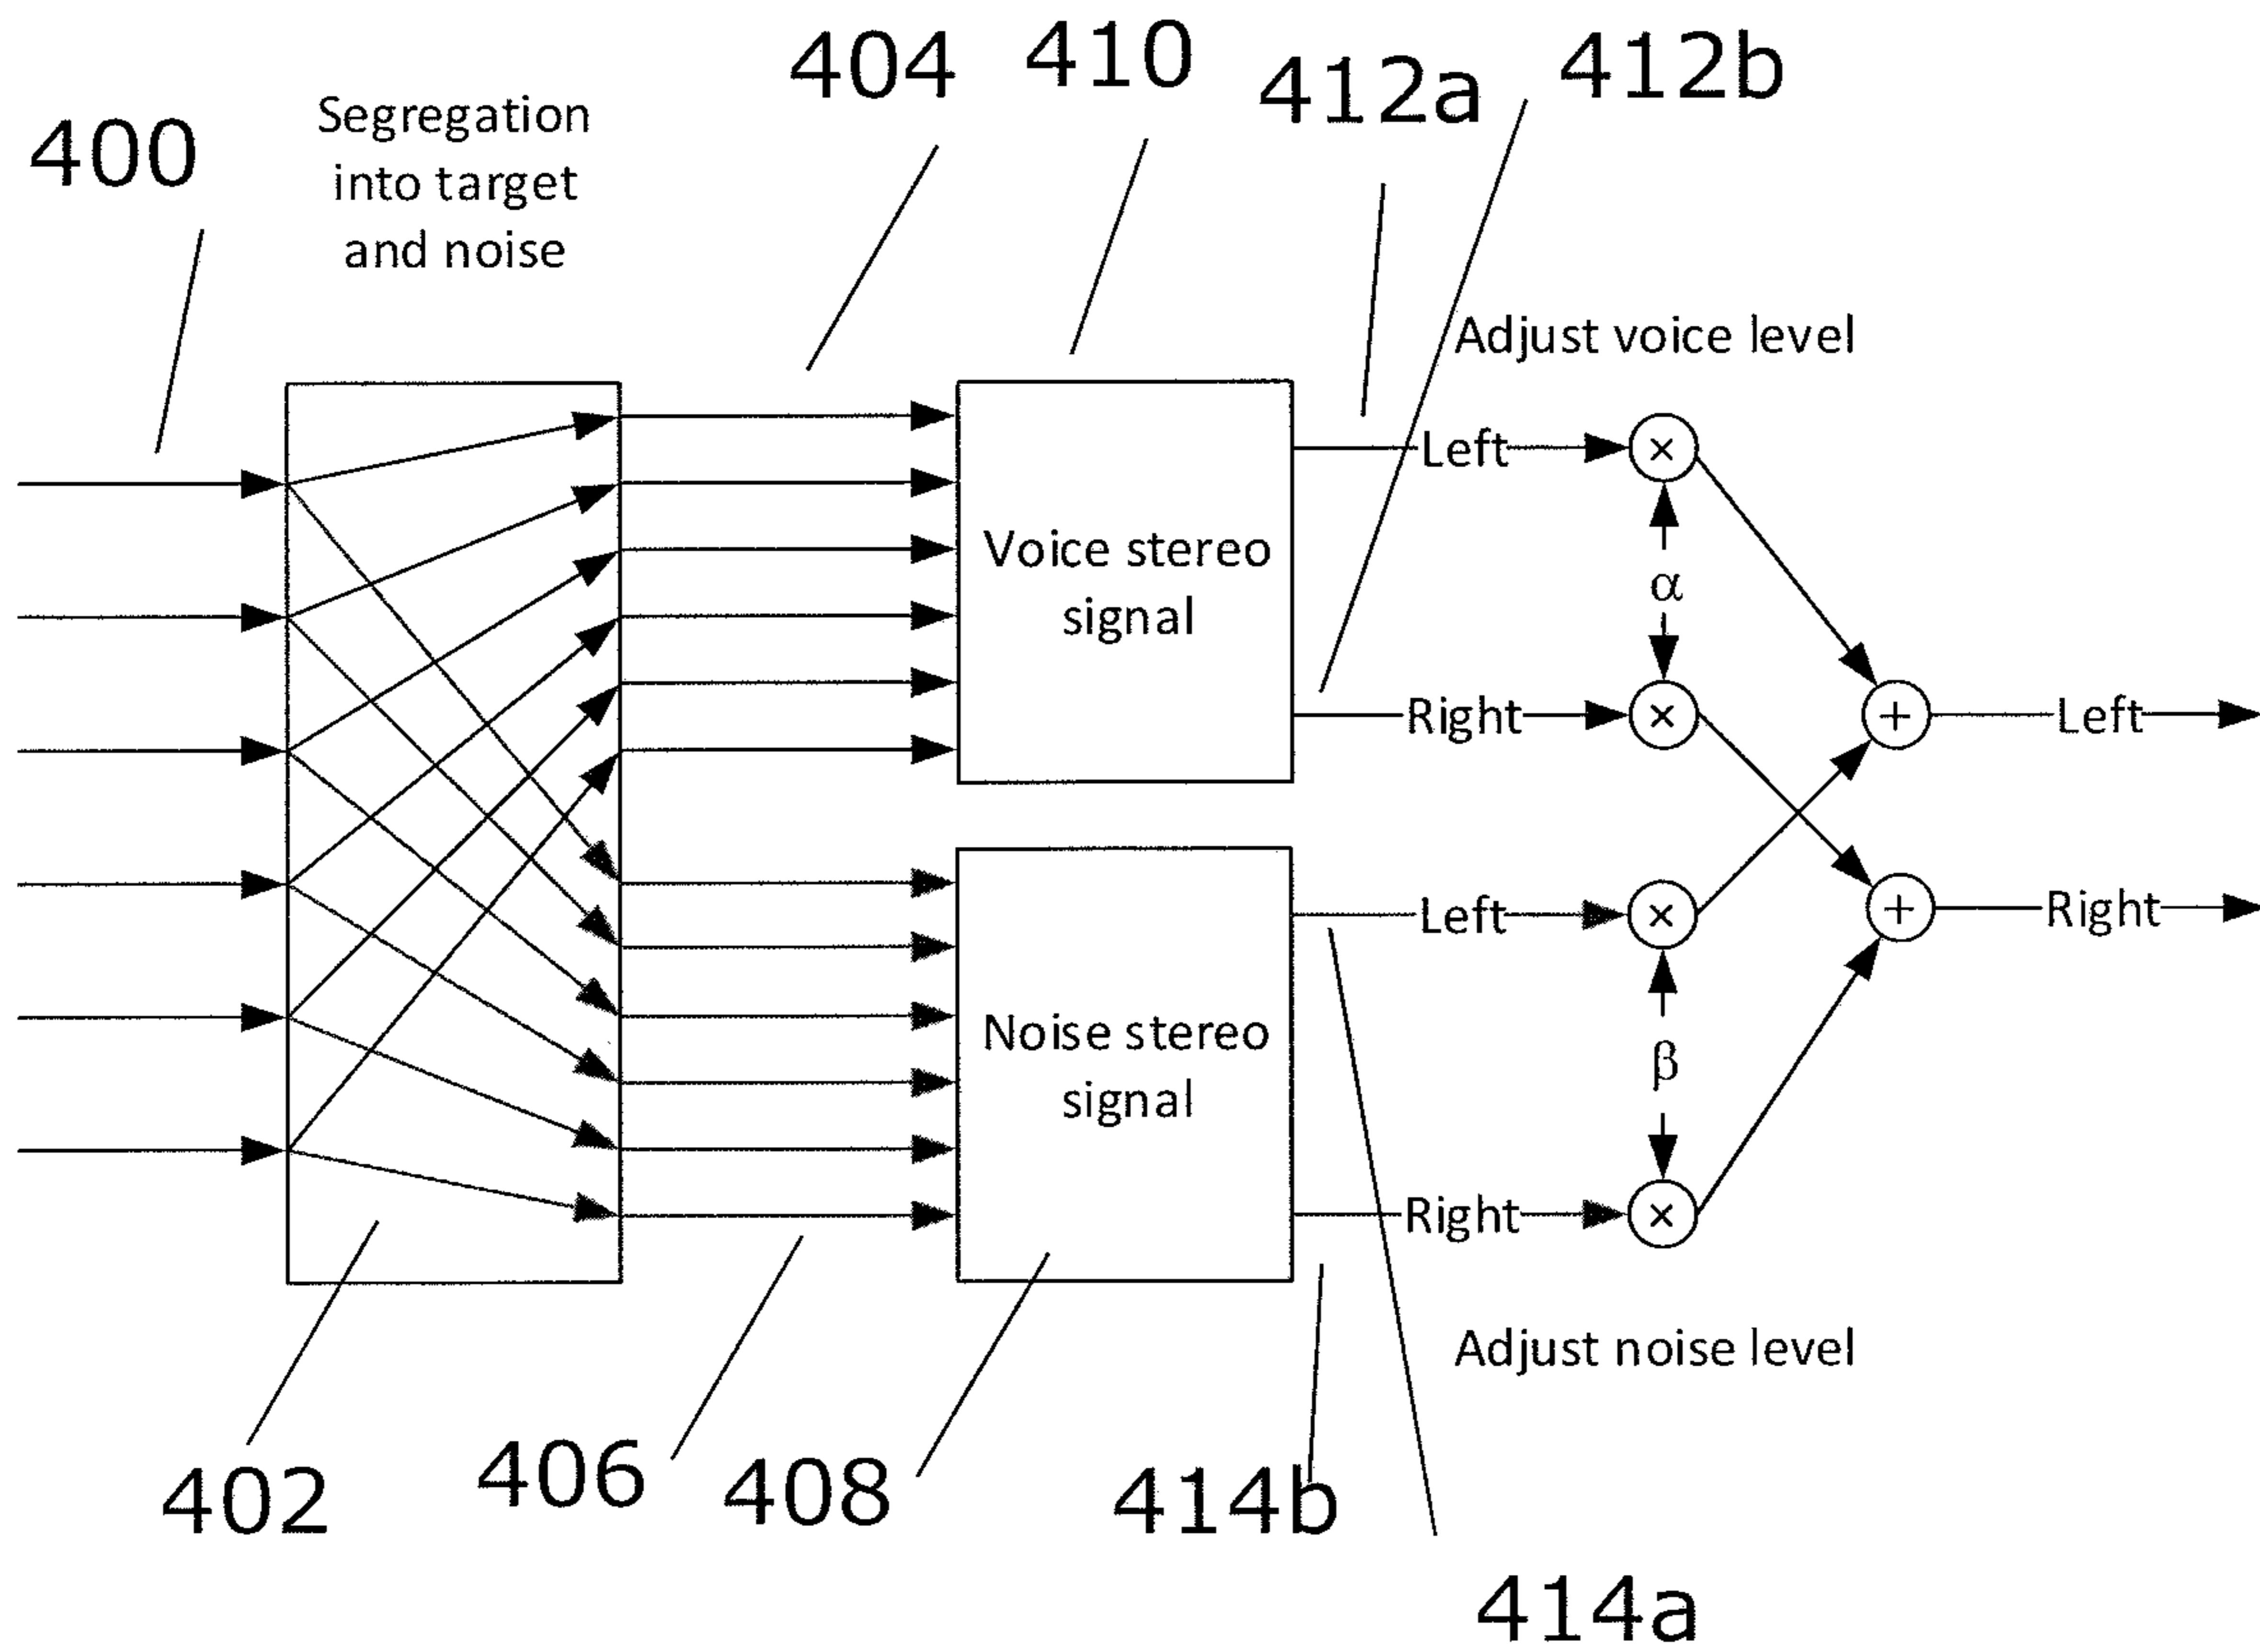 404
410
412a
412b
400
Segregation
into target
and noise
Adjust voice level
Left
×
Voice stereo
signal
α
Right
×
+
Left
Left
×
+
Right
Noise stereo
signal
β
Right
×
Adjust noise level
402
406
408
414b
414a